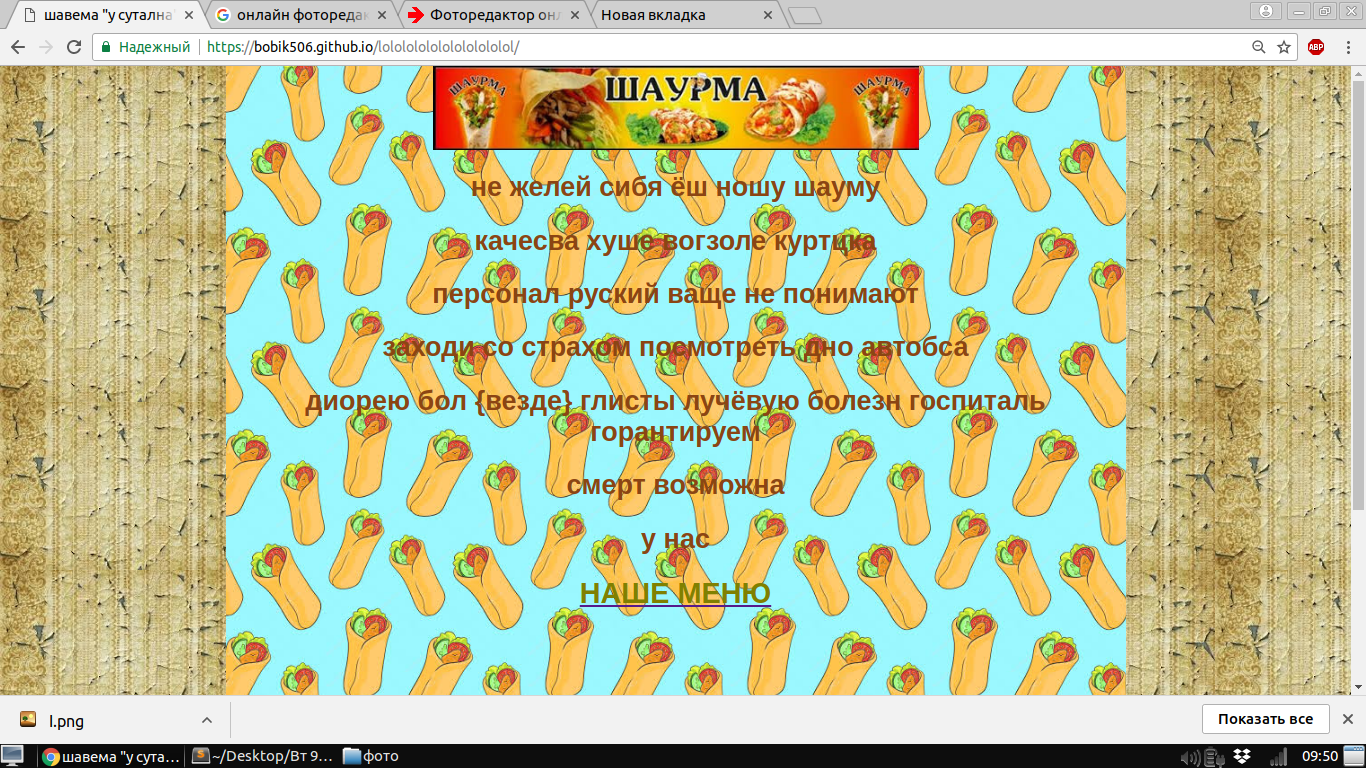 шавема "у сутална"
онлайн фоторедак
Фоторедактор онл
Новая вкладка
Надежный
https://bobik506.github.io/lolololololololololol/
ABP
ШАУРМА
ШАУРМА
ШАУРМА
не желей сибя ёш ношу шауму
качесва хуше вогзоле куртцка
персонал руский ваще не понимают
заходи со страхом посмотреть дно автобса
диорею бол {везде} глисты лучёвую болезн госпиталь
горантируем
смерт возможна
у нас
НАШЕ МЕНЮ
l.png
Показать все
шавема "у сута...
~/Desktop/Вт 9...
фото
09:50